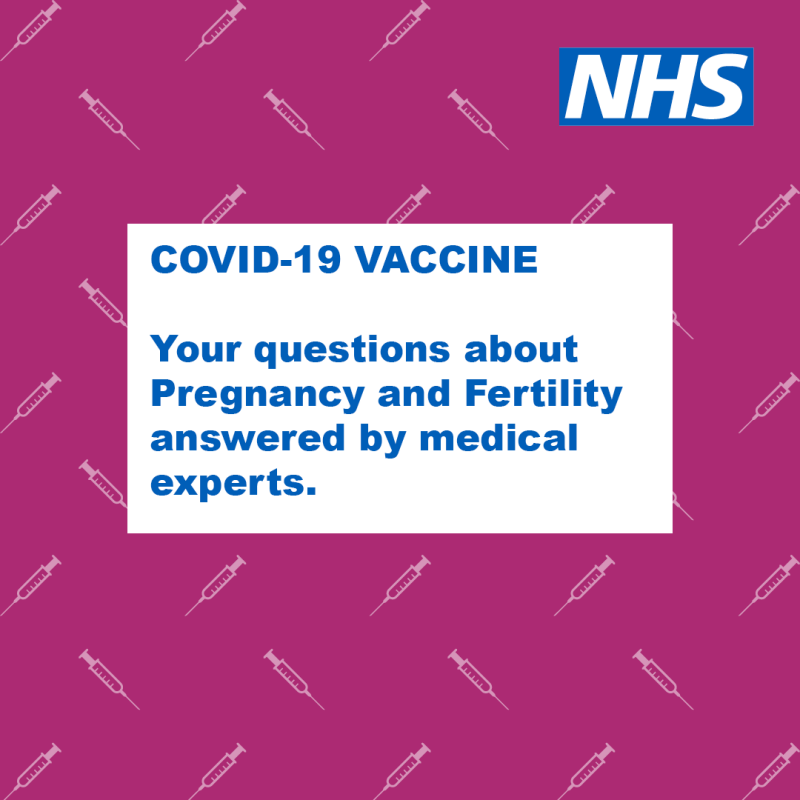 NHS
COVID-19 VACCINE
Your questions about
Pregnancy and Fertility
answered by medical
experts.